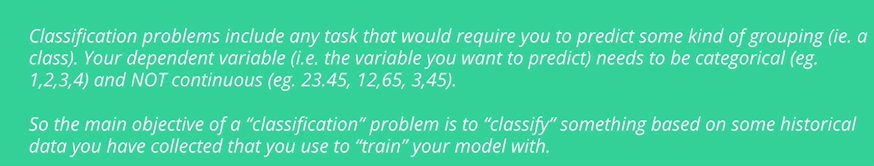 Classification problems include any task that would require you to predict some kind of grouping (ie. a
class). Your dependent variable (i.e. the variable you want to predict) needs to be categorical (eg.
1,2,3,4) and NOT continuous (eg. 23.45, 12,65, 3,45).
So the main objective of a “classification” problem is to “classify” something based on some historical
data you have collected that you use to “train” your model with.